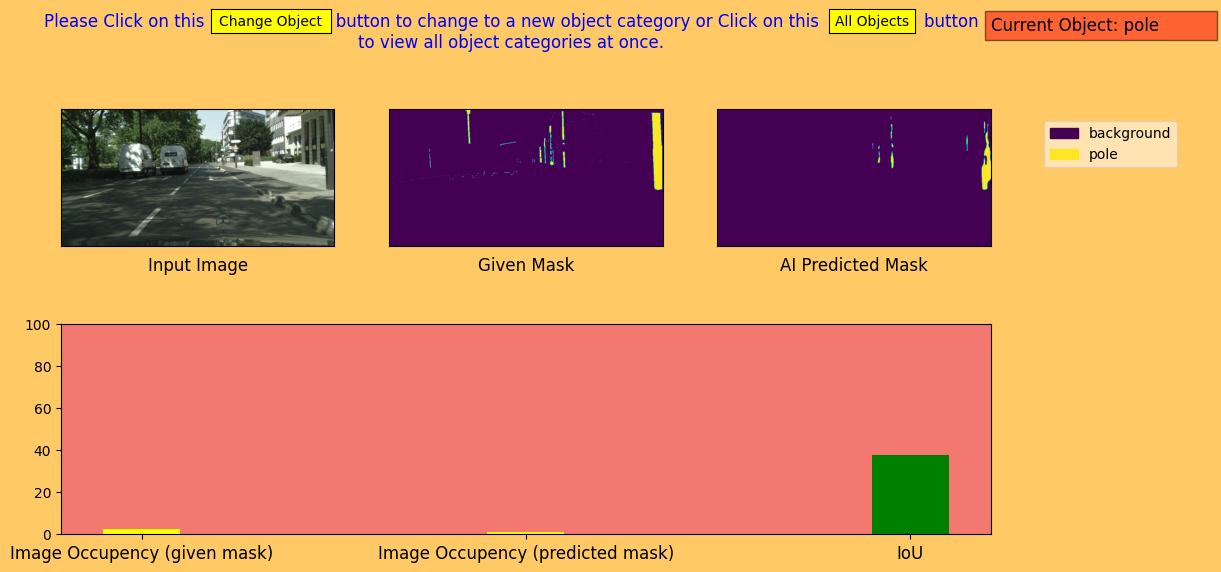 Please Click on this Change Object button to change to a new object category or Click on this All Objects button
to view all object categories at once.
Current Object: pole
background
pole
Input Image
Given Mask
AI Predicted Mask
100
80
60
40
20
0
Image Occupancy (given mask)
Image Occupancy (predicted mask)
IoU